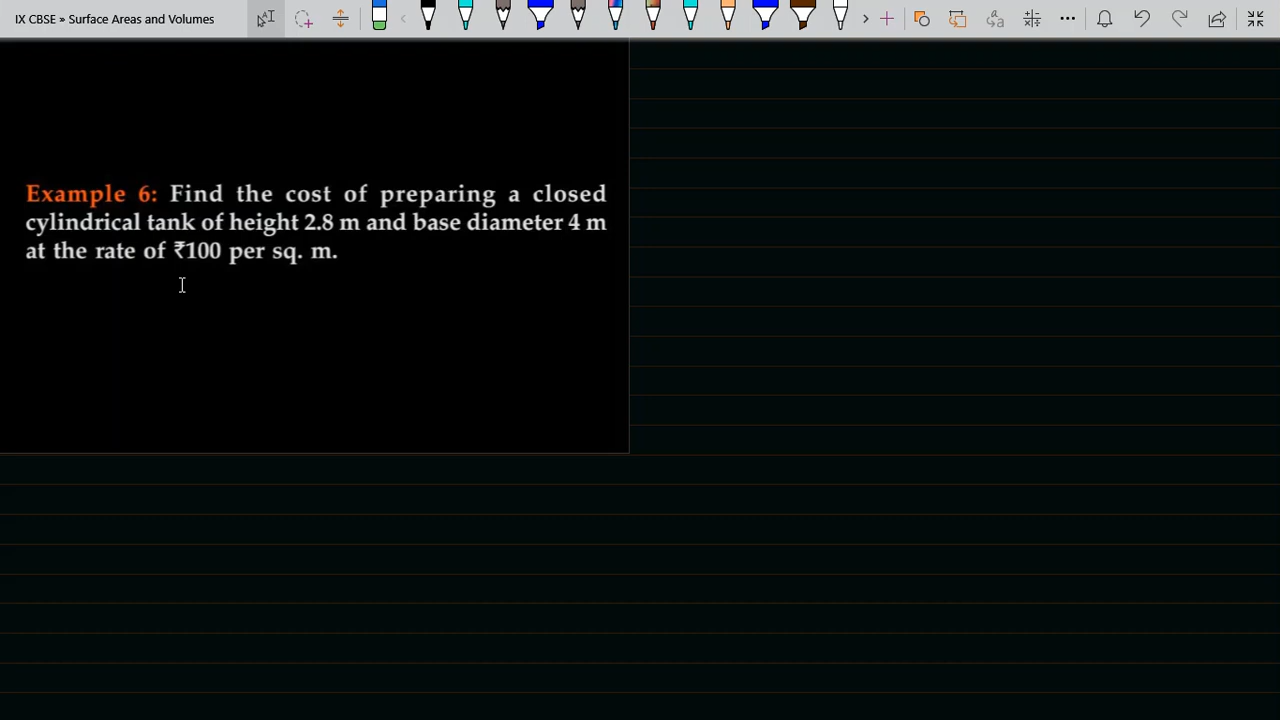 IX CBSE » Surface Areas and Volumes
Example 6: Find the cost of preparing a closed
cylindrical tank of height 2.8 m and base diameter 4 m
at the rate of ₹100 per sq. m.